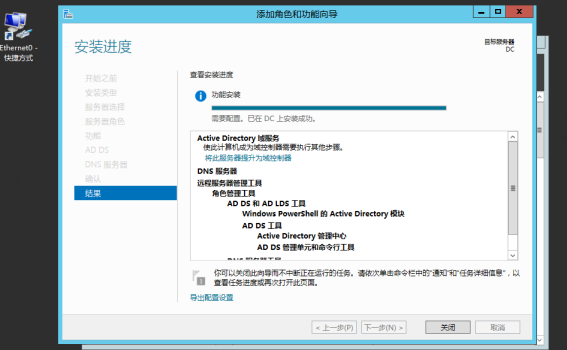 Ethernet0 -
快捷方式
添加角色和功能向导
安装进度
目标服务器
DC
开始之前
安装类型
服务器选择
服务器角色
功能
AD DS
DNS 服务器
确认
结果
查看安装进度
功能安装
需要配置。已在 DC 上安装成功。
Active Directory 域服务
使此计算机成为域控制器需要执行其他步骤。
将此服务器提升为域控制器
DNS 服务器
远程服务器管理工具
角色管理工具
AD DS 和 AD LDS 工具
Windows PowerShell 的 Active Directory 模块
AD DS 工具
Active Directory 管理中心
AD DS 管理单元和命令行工具
DNS 服务器工具
你可以关闭此向导而不中断正在运行的任务。请依次单击命令栏中的"通知"和"任务详细信息"，以
查看任务进度或再次打开此页面。
导出配置设置
< 上一步(P)
下一步(N) >
关闭
取消